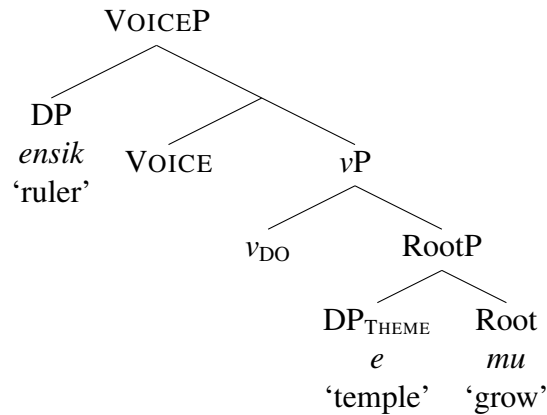 VOICEP
DP
ensik
‘ruler’
VOICE
vP
vDO
RootP
DPTHEME
e
‘temple’
Root
mu
‘grow’